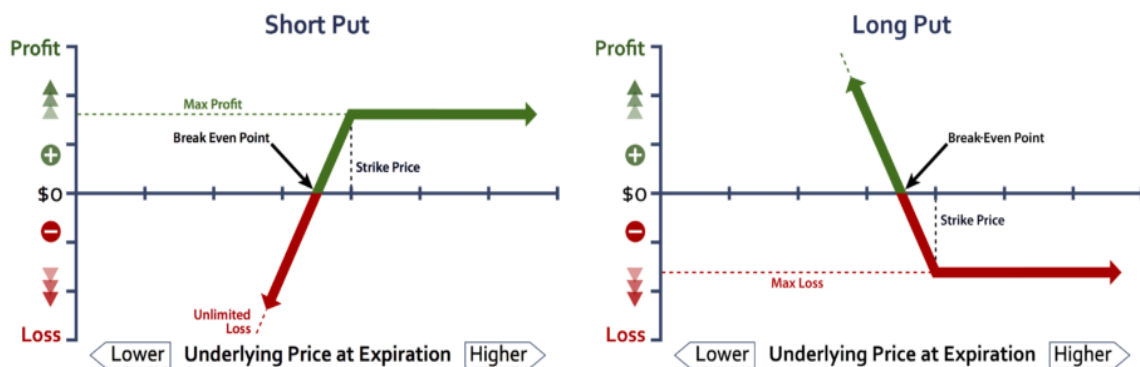 Short Put
Profit
Max Profit
Break Even Point
Strike Price
$0
Unlimited
Loss
Loss
Lower
Underlying Price at Expiration
Higher
Long Put
Profit
Break-Even Point
$0
Strike Price
Max Loss
Loss
Lower
Underlying Price at Expiration
Higher